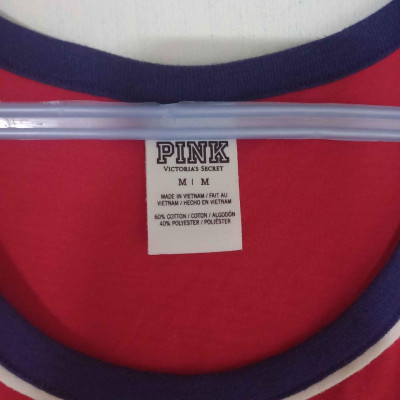 PINK
VICTORIA'S SECRET
M | M
MADE IN VIETNAM / FAIT AU
VIETNAM / HECHO EN VIETNAM
60% COTTON / COTON / ALGODÓN
40% POLYESTER / POLIÉSTER